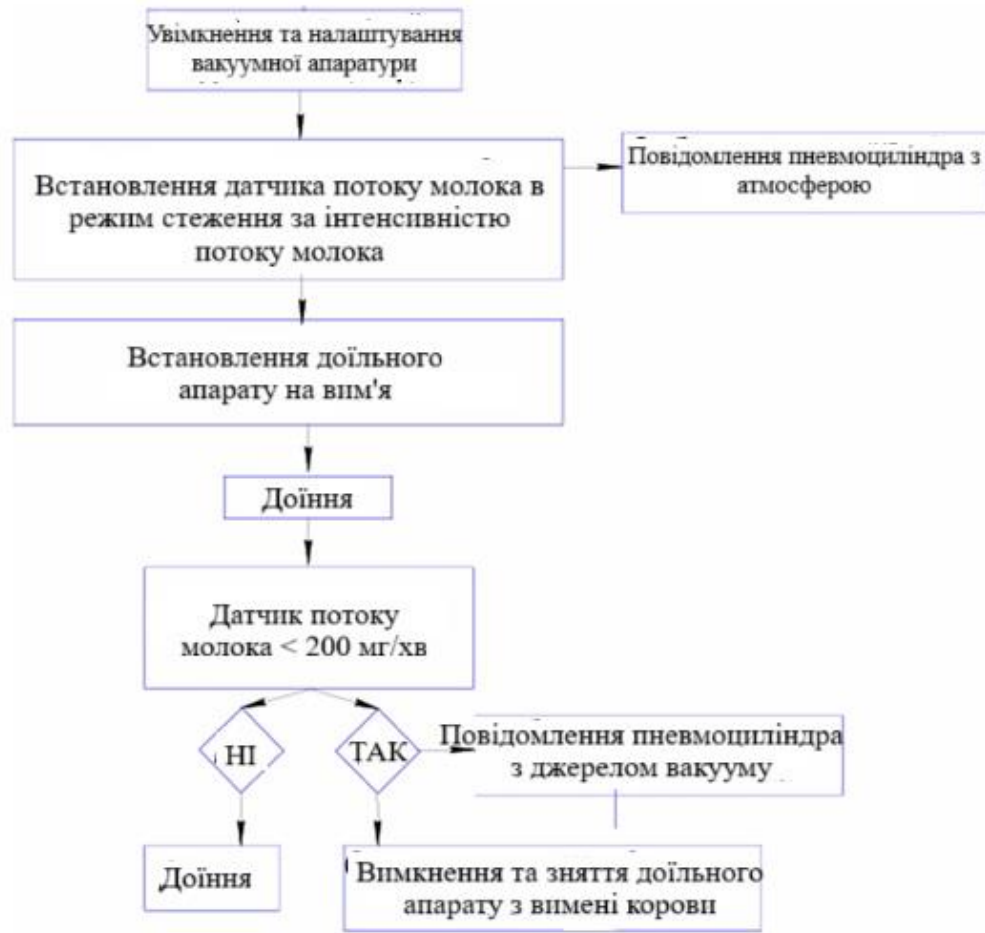 Увімкнення та налаштування
вакуумної апаратури
Встановлення датчика потоку молока в
режим стеження за інтенсивністю
потоку молока
Повідомлення пневмоциліндра з
атмосферою
Встановлення доїльного
апарату на вим'я
Доїння
Датчик потоку
молока < 200 мг/хв
НІ
ТАК
Повідомлення пневмоциліндра
з джерелом вакууму
Доїння
Вимкнення та зняття доїльного
апарату з вимені корови